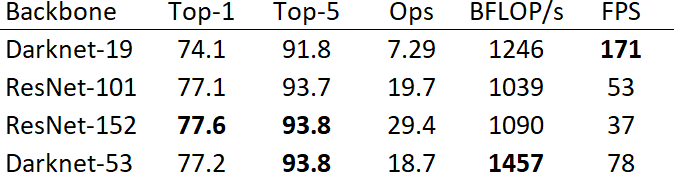 Backbone Top-1 Top-5 Ops BFLOP/s FPS
Darknet-19 74.1 91.8 7.29 1246 171
ResNet-101 77.1 93.7 19.7 1039 53
ResNet-152 77.6 93.8 29.4 1090 37
Darknet-53 77.2 93.8 18.7 1457 78